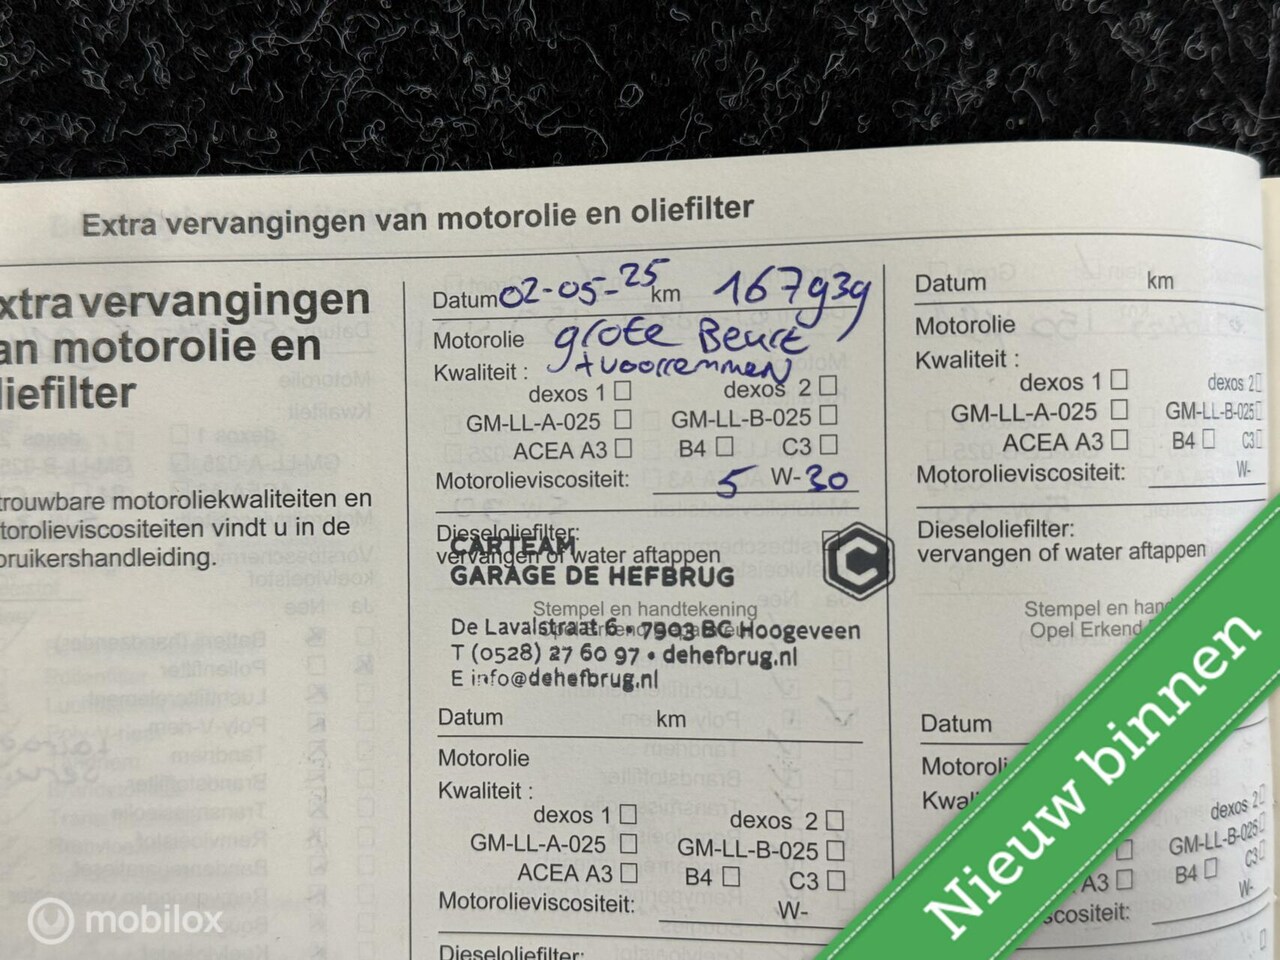 Extra vervangingen van motorolie en oliefilter
xtra vervangingen
an motorolie en
liefilter
trouwbare motoroliekwaliteiten en
torolieviscositeiten vindt u in de
bruikershandleiding.
Datum 02-05-25 km 167939
Motorolie grote Beurt
Kwaliteit : + voorremmen
dexos 1 dexos 2
GM-LL-A-025 GM-LL-B-025
ACEA A3 B4 C3
Motorolieviscositeit: 5 W-30
Dieseloliefilter:
vervangen of water aftappen
CARTEAM
GARAGE DE HEFBRUG
C
Stempel en handtekening
De Lavalstraat 6 • 7903 BC Hoogeveen
T (0528) 27 60 97 • dehefbrug.nl
E info@dehefbrug.nl
Datum km
Motorolie
Kwaliteit :
dexos 1 dexos 2
GM-LL-A-025 GM-LL-B-025
ACEA A3 B4 C3
Motorolieviscositeit: W-
Dieseloliefilter:
Datum km
Motorolie
Kwaliteit :
dexos 1 dexos 2
GM-LL-A-025 GM-LL-B-025
ACEA A3 B4 C3
Motorolieviscositeit: W-
Dieseloliefilter:
vervangen of water aftappen
Stempel en han
Opel Erkend
Datum
Motoroli
Kwal
dexos 2
GM-LL-B-025
A3 B4 C3
scositeit: W-
Nieuw binnen
mobilox